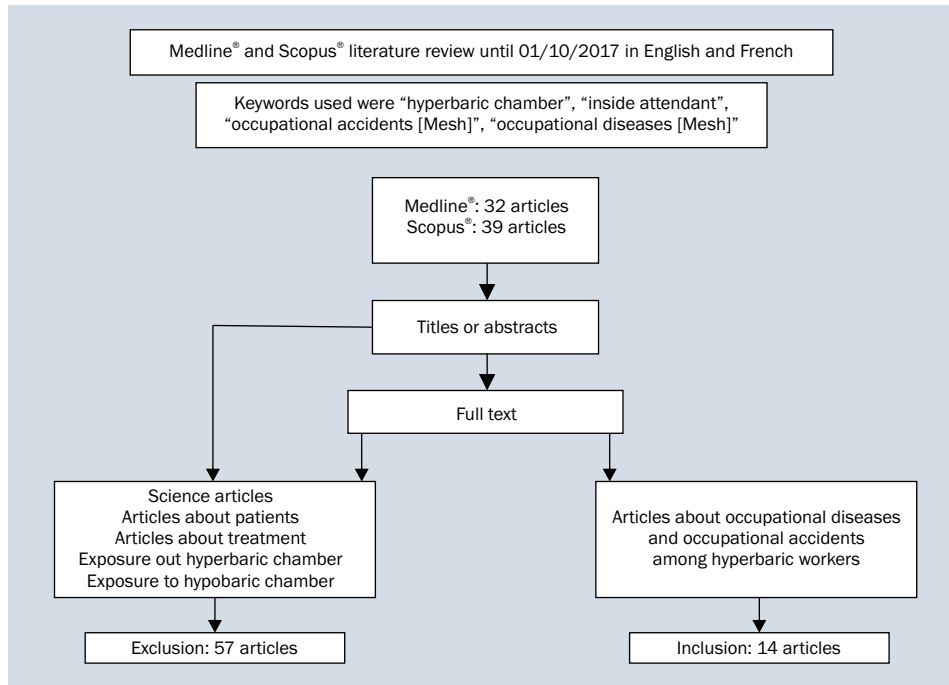 Medline® and Scopus® literature review until 01/10/2017 in English and French
Keywords used were “hyperbaric chamber”, “inside attendant”,
“occupational accidents [Mesh]”, “occupational diseases [Mesh]”
Medline®: 32 articles
Scopus®: 39 articles
Titles or abstracts
Full text
Science articles
Articles about patients
Articles about treatment
Exposure out hyperbaric chamber
Exposure to hypobaric chamber
Articles about occupational diseases
and occupational accidents
among hyperbaric workers
Exclusion: 57 articles
Inclusion: 14 articles